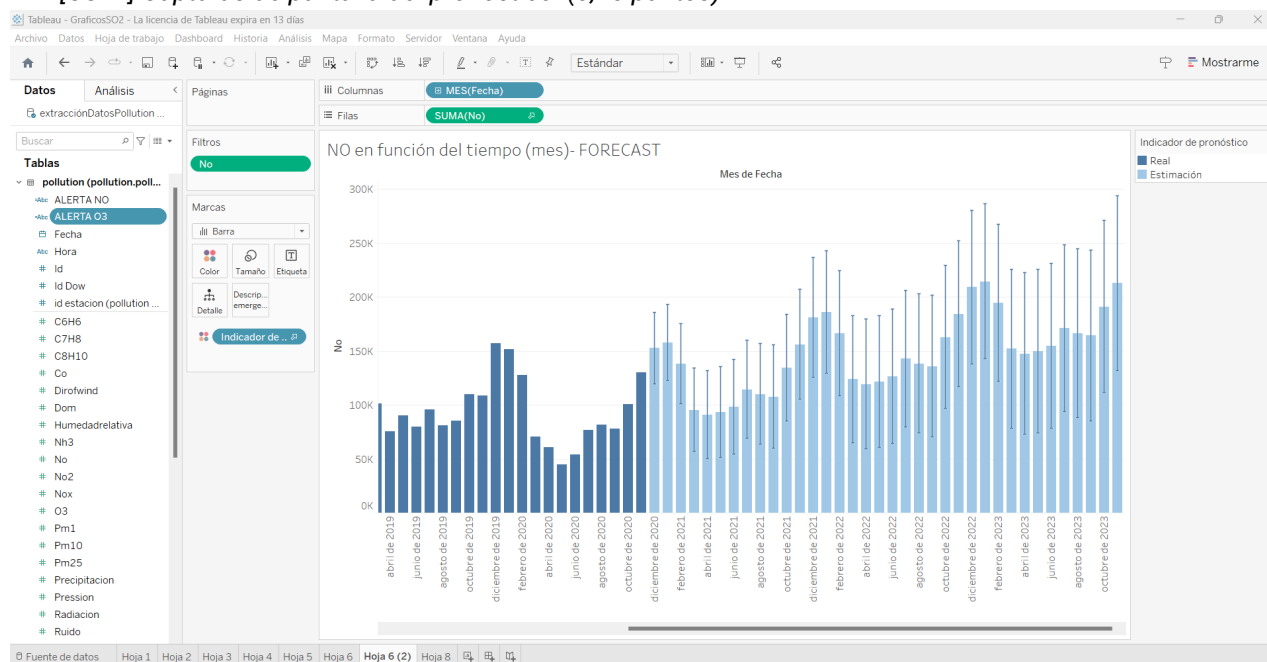 Tableau - GraficosSO2 - La licencia de Tableau expira en 13 días
Archivo Datos Hoja de trabajo Dashboard Historia Análisis Mapa Formato Servidor Ventana Ayuda
Estándar
Mostrarme
Datos Análisis
extracciónDatosPollution ...
Buscar
Tablas
pollution (pollution.poll...
Abc ALERTA NO
Abc ALERTA O3
Fecha
Abc Hora
# Id
# Id Dow
# id estacion (pollution ...
# C6H6
# C7H8
# C8H10
# Co
# Dirofwind
# Dom
# Humedadrelativa
# Nh3
# No
# No2
# Nox
# O3
# Pm1
# Pm10
# Pm25
# Precipitacion
# Pression
# Radiacion
# Ruido
Páginas
Filtros
No
Marcas
Barra
Color Tamaño Etiqueta
Detalle Descrip...
emerge...
Indicador de ..
Columnas MES(Fecha)
Filas SUMA(No)
NO en función del tiempo (mes)- FORECAST
Mes de Fecha
300K
250K
200K
150K
100K
50K
0K
No
abril de 2019
junio de 2019
agosto de 2019
octubre de 2019
diciembre de 2019
febrero de 2020
abril de 2020
junio de 2020
agosto de 2020
octubre de 2020
diciembre de 2020
febrero de 2021
abril de 2021
junio de 2021
agosto de 2021
octubre de 2021
diciembre de 2021
febrero de 2022
abril de 2022
junio de 2022
agosto de 2022
octubre de 2022
diciembre de 2022
febrero de 2023
abril de 2023
junio de 2023
agosto de 2023
octubre de 2023
Indicador de pronóstico
Real
Estimación
Fuente de datos Hoja 1 Hoja 2 Hoja 3 Hoja 4 Hoja 5 Hoja 6 Hoja 6 (2) Hoja 8